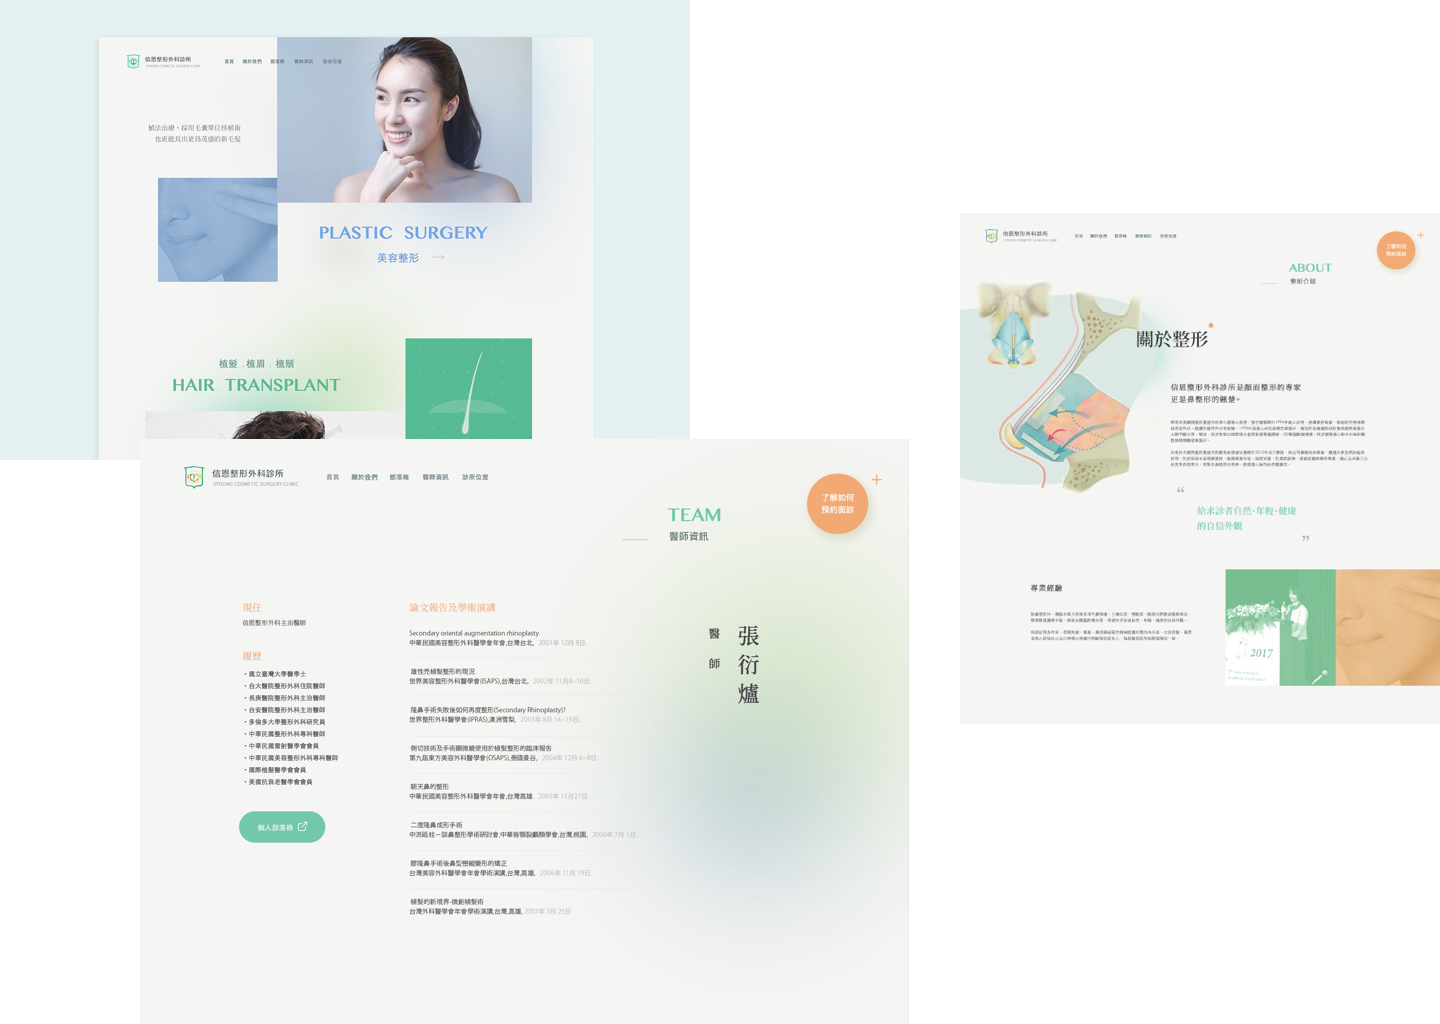 信恩整形外科診所
SYOUNG COSMETIC SURGERY CLINIC
首頁 關於我們 部落格 醫師資訊 診所位置
植法治療，採用毛囊單位移植術
也更能長出更為茂盛的新毛髮
PLASTIC SURGERY
美容整形
植髮 . 植眉 . 植鬍
HAIR TRANSPLANT
信恩整形外科診所
SYOUNG COSMETIC SURGERY CLINIC
首頁 關於我們 部落格 醫師資訊 診所位置
了解如何
預約面診
TEAM
醫師資訊
現任
信恩整形外科主治醫師
履歷
・國立臺灣大學醫學士
・台大醫院整形外科住院醫師
・長庚醫院整形外科主治醫師
・台安醫院整形外科主治醫師
・多倫多大學整形外科研究員
・中華民國整形外科專科醫師
・中華民國雷射醫學會會員
・中華民國美容整形外科專科醫師
・國際植髮醫學會會員
・美國抗衰老醫學會會員
個人部落格
論文報告及學術演講
Secondary oriental augmentation rhinoplasty
中華民國美容整形外科醫學會年會,台灣台北, 2001年 12月 8日.
雄性禿植髮整形的現況
世界美容整形外科醫學會(ISAPS),台灣台北, 2002年 11月8~10日.
隆鼻手術失敗後如何再度整形(Secondary Rhinoplasty)?
世界整形外科醫學會(IPRAS),澳洲雪梨, 2003年 8月 14~19日.
側切技術及手術顯微鏡使用於植髮整形的臨床報告
第九屆東方美容外科醫學會(OSAPS),泰國曼谷, 2004年 12月 6~8日.
朝天鼻的整形
中華民國美容整形外科醫學會年會,台灣高雄. 2005年 11月27日.
二度隆鼻成形手術
中流砥柱－談鼻整形學術研討會,中華唇顎裂顱顏學會,台灣,桃園, 2006年 7月 1日.
膠隆鼻手術後鼻型攣縮變形的矯正
台灣美容外科醫學會年會學術演講,台灣,高雄, 2006年 11月 19日.
植髮的新境界-微創植髮術
台灣外科醫學會年會學術演講,台灣,高雄, 2007年 3月 25日
張衍爐
醫師
信恩整形外科診所
SYOUNG COSMETIC SURGERY CLINIC
首頁 關於我們 部落格 醫師資訊 診所位置
了解如何
預約面診
ABOUT
整形介紹
關於整形
信恩整形外科診所是顏面整形的專家
更是鼻整形的翹楚。
“
給求診者自然、年輕、健康
的自信外觀
”
專業經驗
2017